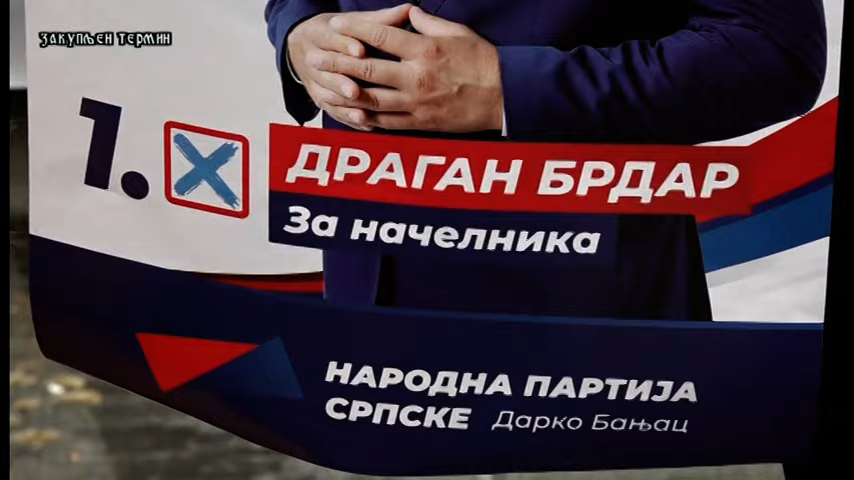 ЗАКУПЉЕН ТЕРМИН
1.
ДРАГАН БРДАР
За начелника
НАРОДНА ПАРТИЈА
СРПСКЕ Дарко Бањац